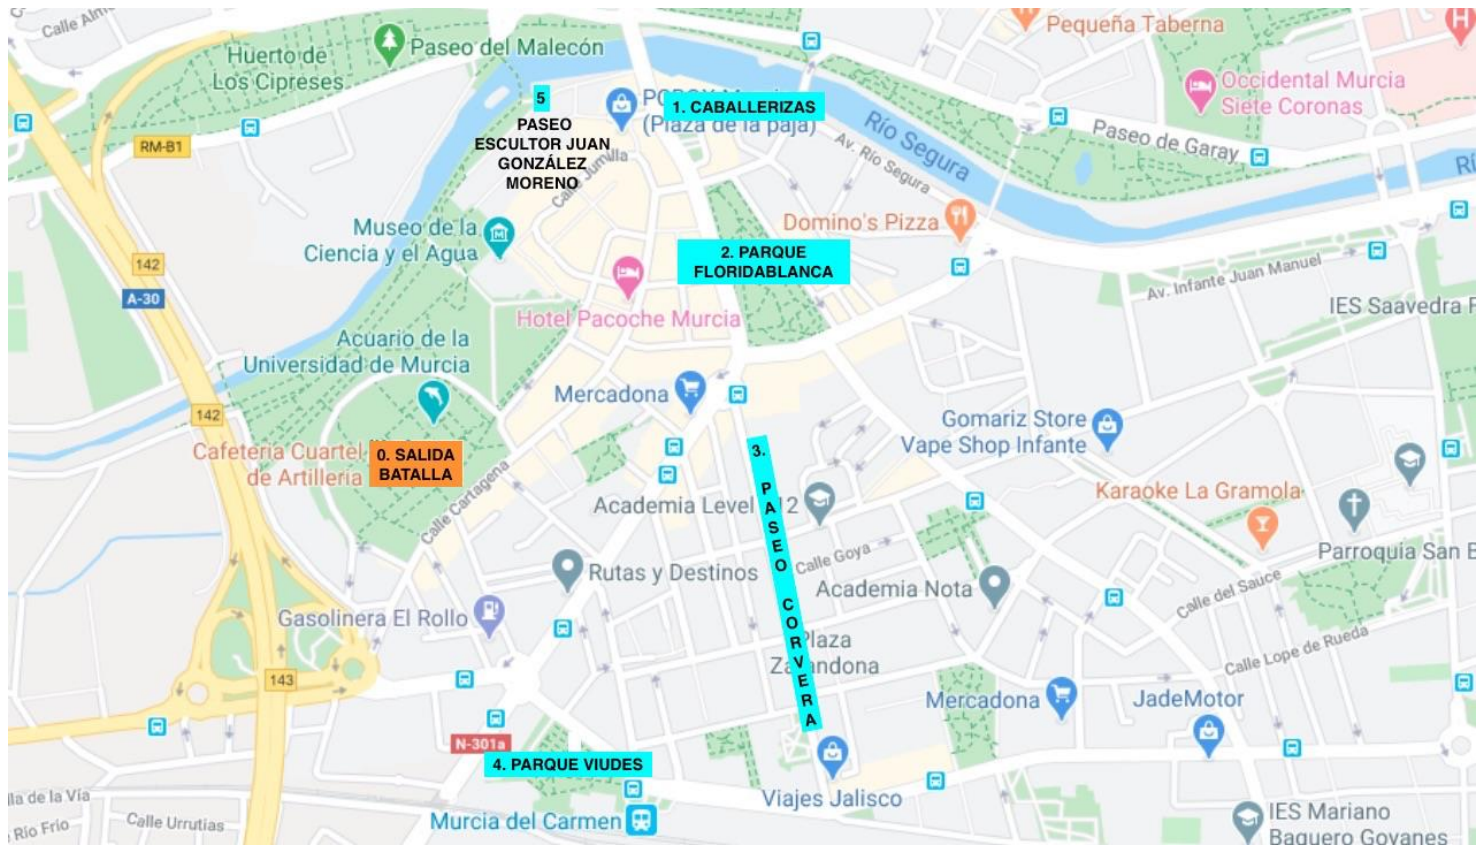 Calle Alm
Huerto de
Los Cipreses
Paseo del Malecón
RM-B1
5
PASEO
ESCULTOR JUAN
GONZÁLEZ
MORENO
Calle Jumilla
1. CABALLERIZAS
(Plaza de la paja)
Pequeña Taberna
H
Occidental Murcia
Siete Coronas
Río Segura
Paseo de Garay
Av. Río Segura
Museo de la
Ciencia y el Agua
142
A-30
Domino's Pizza
2. PARQUE
FLORIDABLANCA
Hotel Pacoche Murcia
Av. Infante Juan Manuel
IES Saavedra F
Acuario de la
Universidad de Murcia
Mercadona
142
Cafetería Cuartel
de Artillería
0. SALIDA
BATALLA
Calle Cartagena
Gomariz Store
Vape Shop Infante
3. PASEO CORVERA
Academia Level 12
Karaoke La Gramola
Calle Goya
Parroquia San B
Rutas y Destinos
Academia Nota
Calle del Sauce
Gasolinera El Rollo
Plaza
Calle Lope de Rueda
143
Mercadona
JadeMotor
N-301a
4. PARQUE VIUDES
Viajes Jalisco
lla de la Vía
Río Frío
Calle Urrutias
Murcia del Carmen
IES Mariano
Baquero Goyanes